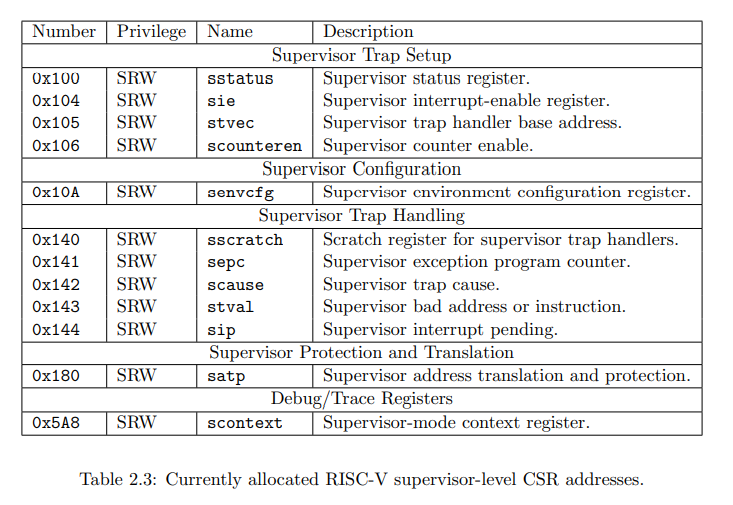 Number Privilege Name Description
Supervisor Trap Setup
0x100 SRW sstatus Supervisor status register.
0x104 SRW sie Supervisor interrupt-enable register.
0x105 SRW stvec Supervisor trap handler base address.
0x106 SRW scounteren Supervisor counter enable.
Supervisor Configuration
0x10A SRW senvcfg Supervisor environment configuration register.
Supervisor Trap Handling
0x140 SRW sscratch Scratch register for supervisor trap handlers.
0x141 SRW sepc Supervisor exception program counter.
0x142 SRW scause Supervisor trap cause.
0x143 SRW stval Supervisor bad address or instruction.
0x144 SRW sip Supervisor interrupt pending.
Supervisor Protection and Translation
0x180 SRW satp Supervisor address translation and protection.
Debug/Trace Registers
0x5A8 SRW scontext Supervisor-mode context register.
Table 2.3: Currently allocated RISC-V supervisor-level CSR addresses.